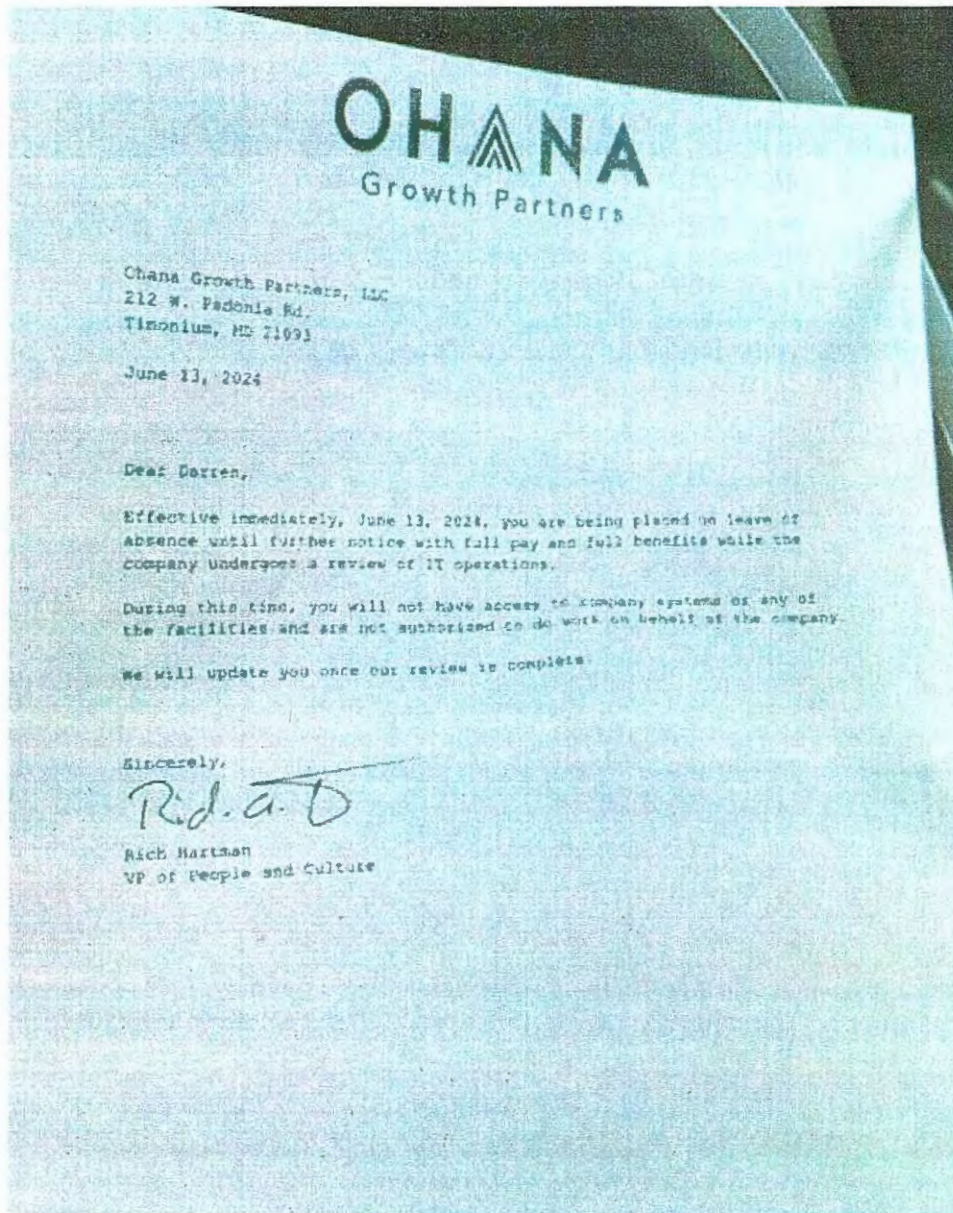 OHANA
Growth Partners
Ohana Growth Partners, LLC
212 W. Padonia Rd.
Timonium, MD 21093
June 13, 2024
Dear Darren,
Effective immediately, June 13, 2024, you are being placed on leave of
absence until further notice with full pay and full benefits while the
company undergoes a review of IT operations.
During this time, you will not have access to company systems or any of
the facilities and are not authorized to do work on behalf of the company.
We will update you once our review is complete.
Sincerely,
Rich Hartman
VP of People and Culture